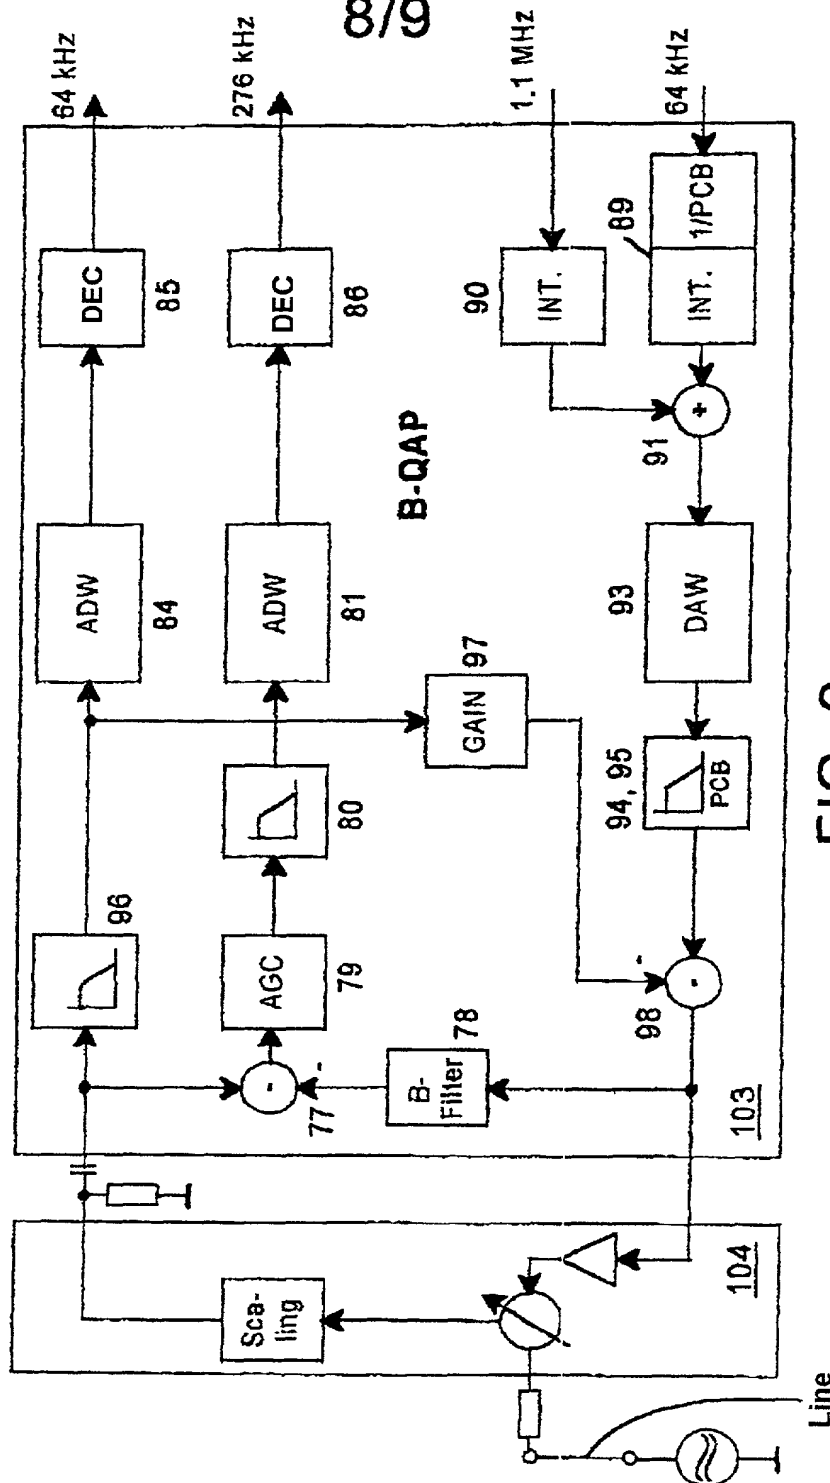 8/9
64 kHz
276 kHz
1.1 MHz
64 kHz
DEC
85
DEC
86
90
INT.
89
INT.
1/PCB
+
91
B-QAP
ADW
84
ADW
81
GAIN
97
93
DAW
94, 95
PCB
96
80
AGC
79
-
77
-
B-
Filter
78
-
-
98
103
Sca-
ling
104
Line